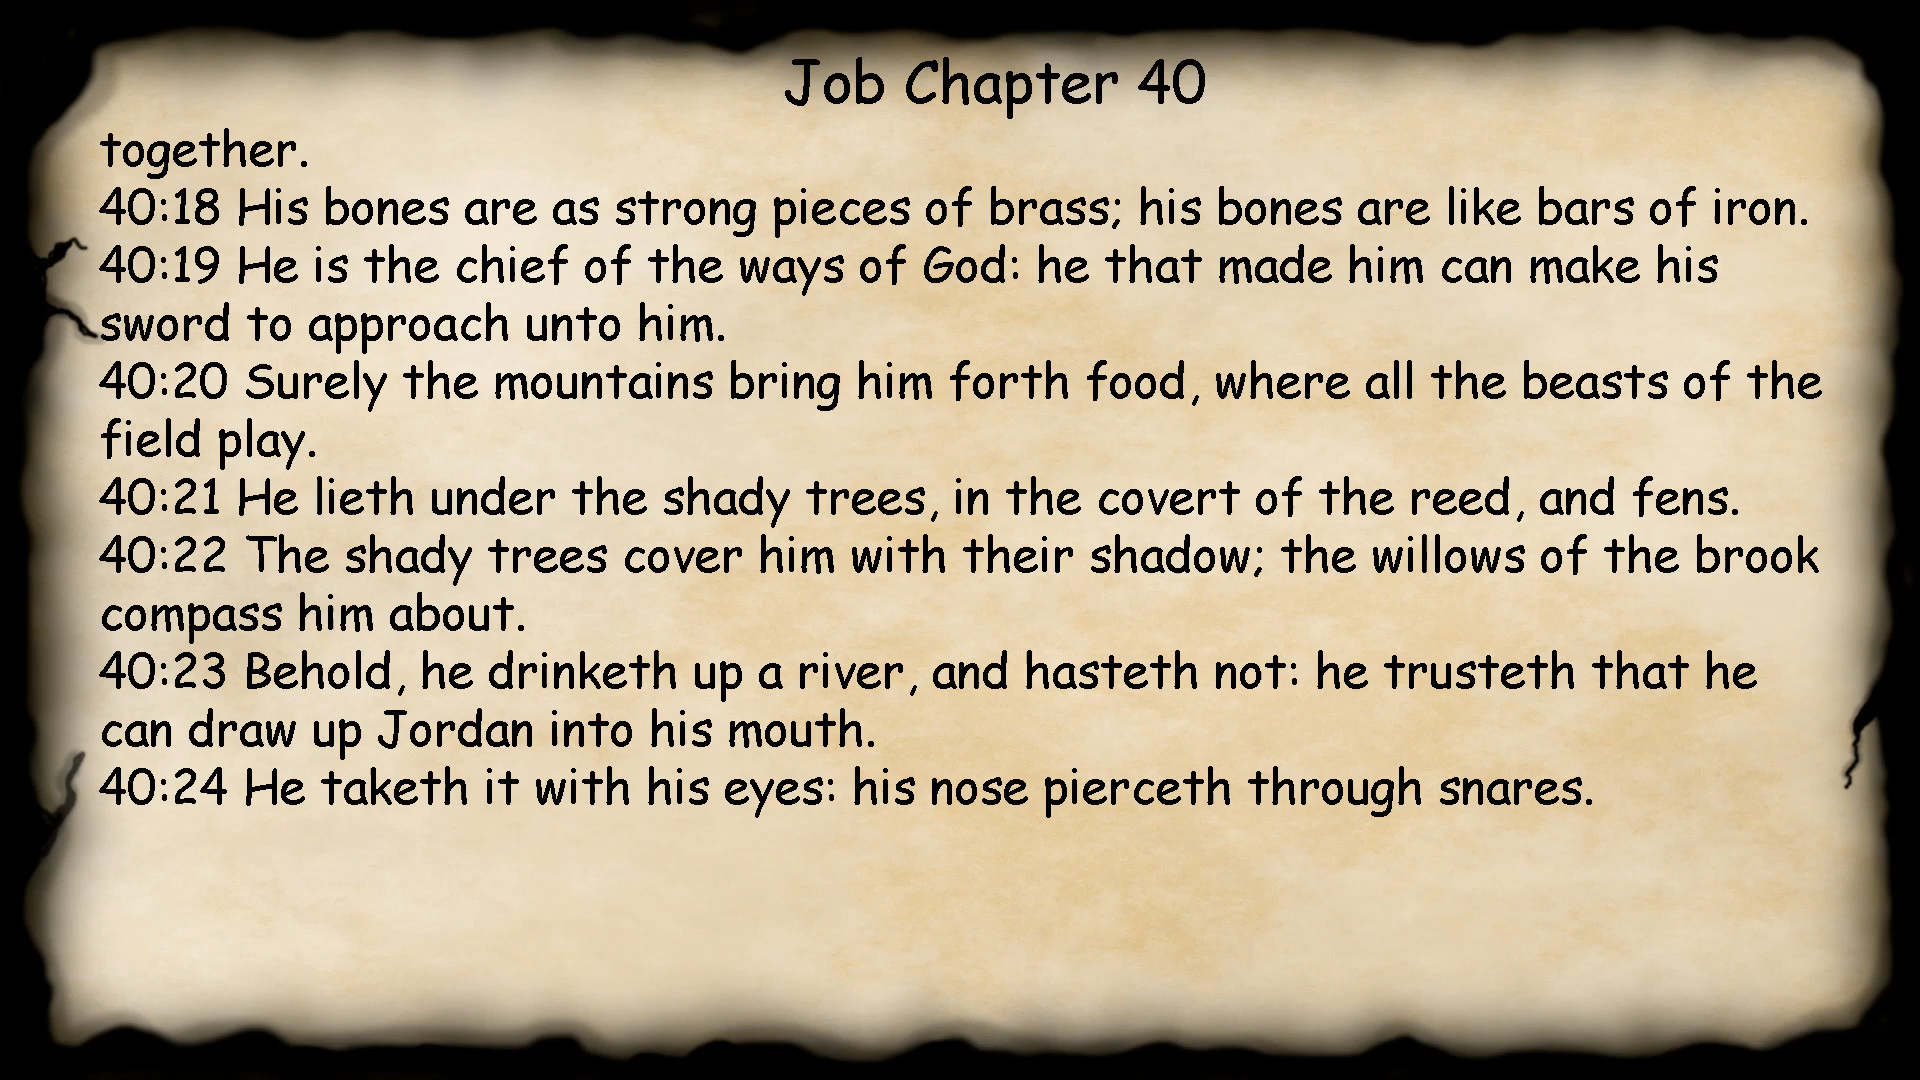 Job Chapter 40
together.
40:18 His bones are as strong pieces of brass; his bones are like bars of iron.
40:19 He is the chief of the ways of God: he that made him can make his
sword to approach unto him.
40:20 Surely the mountains bring him forth food, where all the beasts of the
field play.
40:21 He lieth under the shady trees, in the covert of the reed, and fens.
40:22 The shady trees cover him with their shadow; the willows of the brook
compass him about.
40:23 Behold, he drinketh up a river, and hasteth not: he trusteth that he
can draw up Jordan into his mouth.
40:24 He taketh it with his eyes: his nose pierceth through snares.